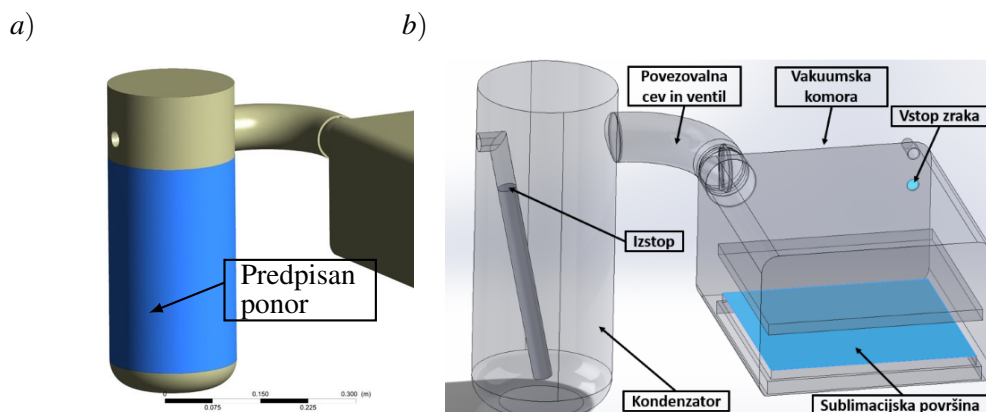 a)
b)
Predpisan
ponor
0
0.150
0.300 (m)
0.075
0.225
Povezovalna
cev in ventil
Vakuumska
komora
Vstop zraka
Izstop
Kondenzator
Sublimacijska površina